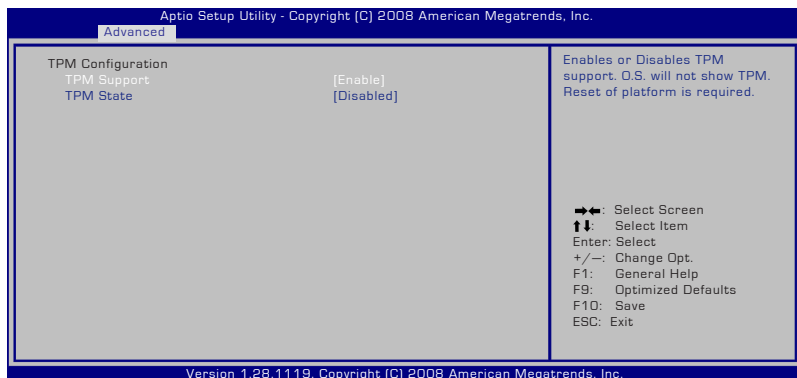 Aptio Setup Utility - Copyright (C) 2008 American Megatrends, Inc.
Advanced
TPM Configuration
TPM Support [Enable]
TPM State [Disabled]
Enables or Disables TPM
support. O.S. will not show TPM.
Reset of platform is required.
→←: Select Screen
↑↓: Select Item
Enter: Select
+/—: Change Opt.
F1: General Help
F9: Optimized Defaults
F10: Save
ESC: Exit
Version 1.28.1119. Copyright (C) 2008 American Megatrends, Inc.